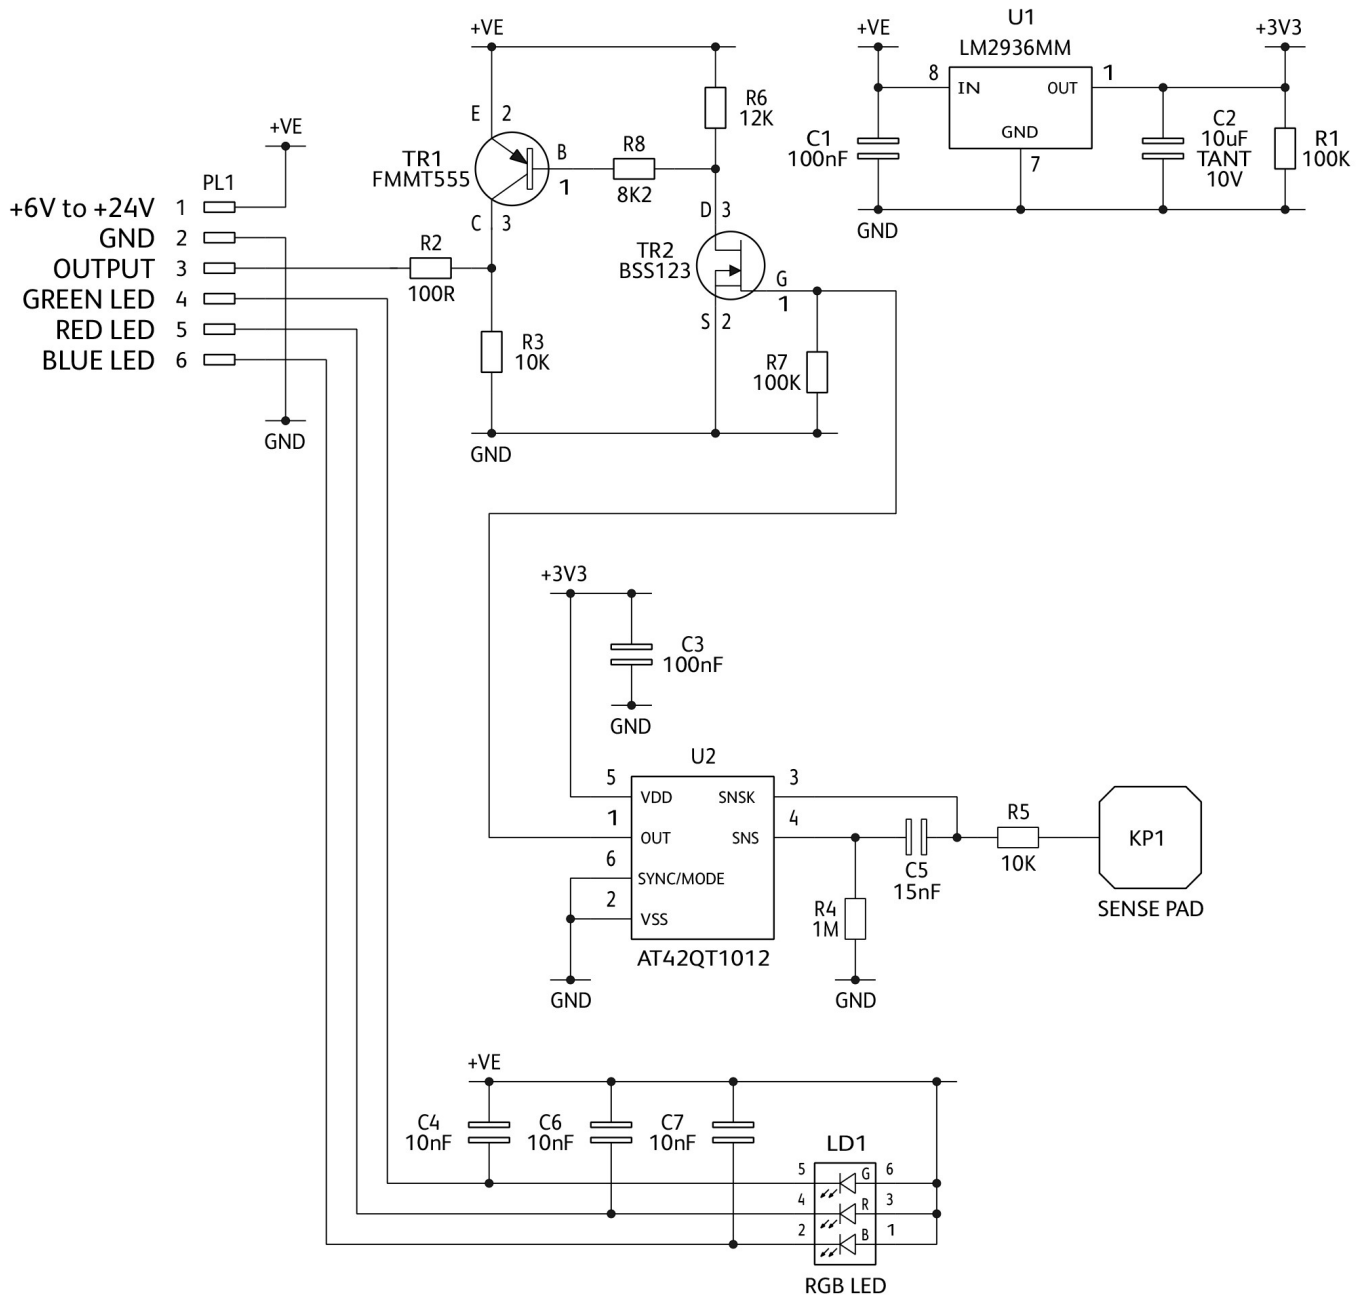 +VE
U1
LM2936MM
+VE
+3V3
8
IN
OUT
1
GND
7
C1
100nF
C2
10uF
TANT
10V
R1
100K
GND
E 2
TR1
FMMT555
B
1
C 3
R8
8K2
R6
12K
D 3
TR2
BSS123
G
1
S 2
R7
100K
R2
100R
R3
10K
GND
+VE
PL1
+6V to +24V 1
GND 2
OUTPUT 3
GREEN LED 4
RED LED 5
BLUE LED 6
GND
+3V3
C3
100nF
GND
U2
5
VDD
SNSK
3
1
OUT
SNS
4
6
SYNC/MODE
2
VSS
AT42QT1012
GND
C5
15nF
R4
1M
GND
R5
10K
KP1
SENSE PAD
+VE
C4
10nF
C6
10nF
C7
10nF
LD1
5 G 6
4 R 3
2 B 1
RGB LED